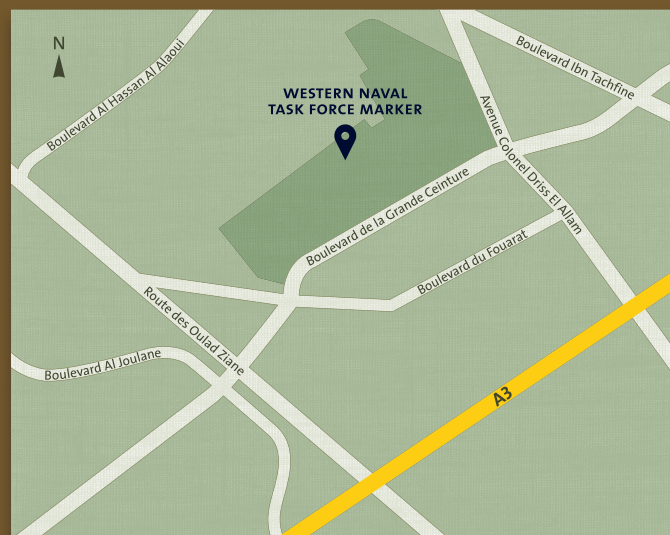 N
Boulevard Al Hassan Al Alaoui
WESTERN NAVAL
TASK FORCE MARKER
Boulevard Ibn Tachfine
Avenue Colonel Driss El Allam
Boulevard de la Grande Ceinture
Boulevard du Fouarat
Route des Oulad Ziane
Boulevard Al Joulane
A3